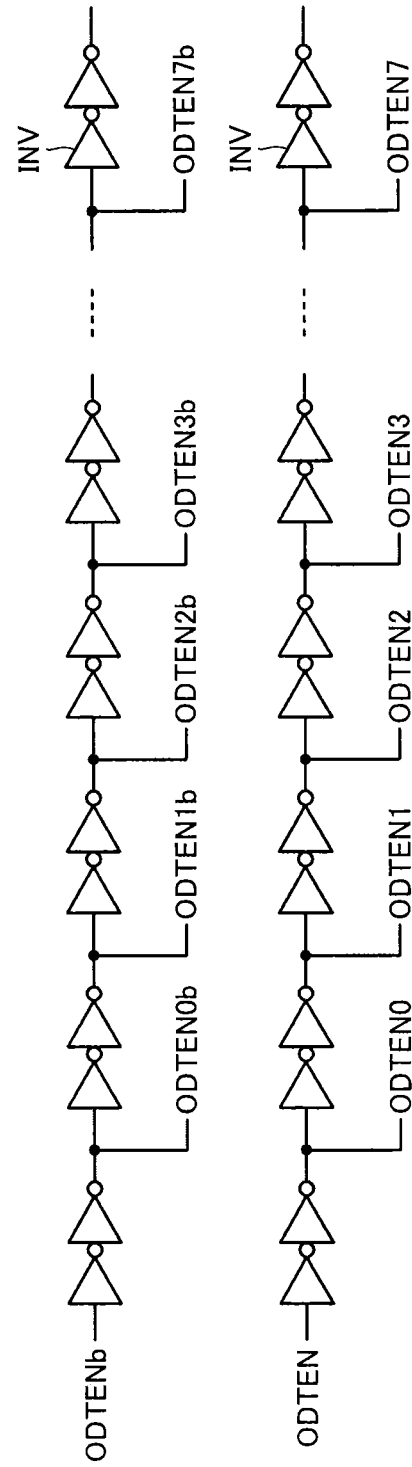 ODTENb
ODTEN0b
ODTEN1b
ODTEN2b
ODTEN3b
INV
ODTEN7b
ODTEN
ODTEN0
ODTEN1
ODTEN2
ODTEN3
INV
ODTEN7